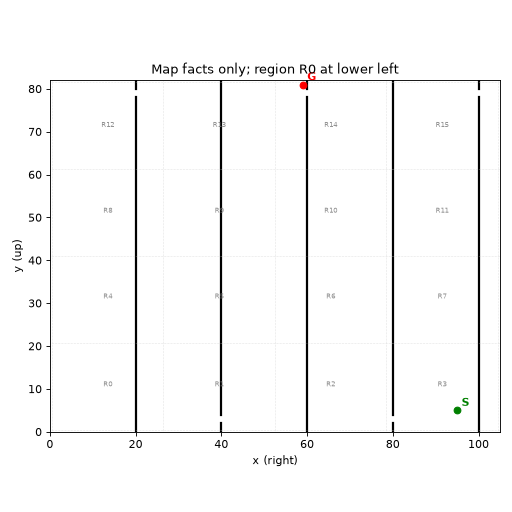 Map facts only; region R0 at lower left
G
80
R12
R13
R14
R15
70
60
R8
R9
R10
R11
50
40
R4
R5
R6
R7
30
20
R0
R1
R2
R3
10
S
0
0 20 40 60 80 100
x (right)
y (up)